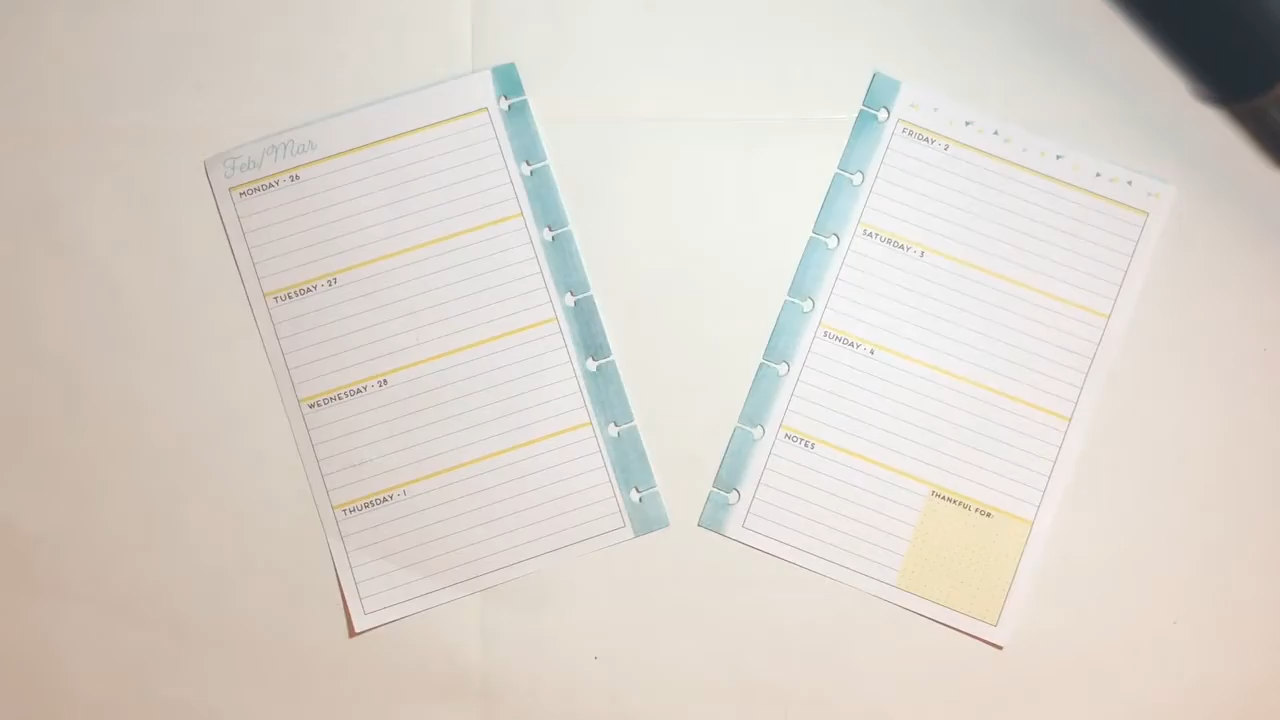 Feb/Mar
MONDAY • 26
TUESDAY • 27
WEDNESDAY • 28
THURSDAY • 1
FRIDAY • 2
SATURDAY • 3
SUNDAY • 4
NOTES
THANKFUL FOR: